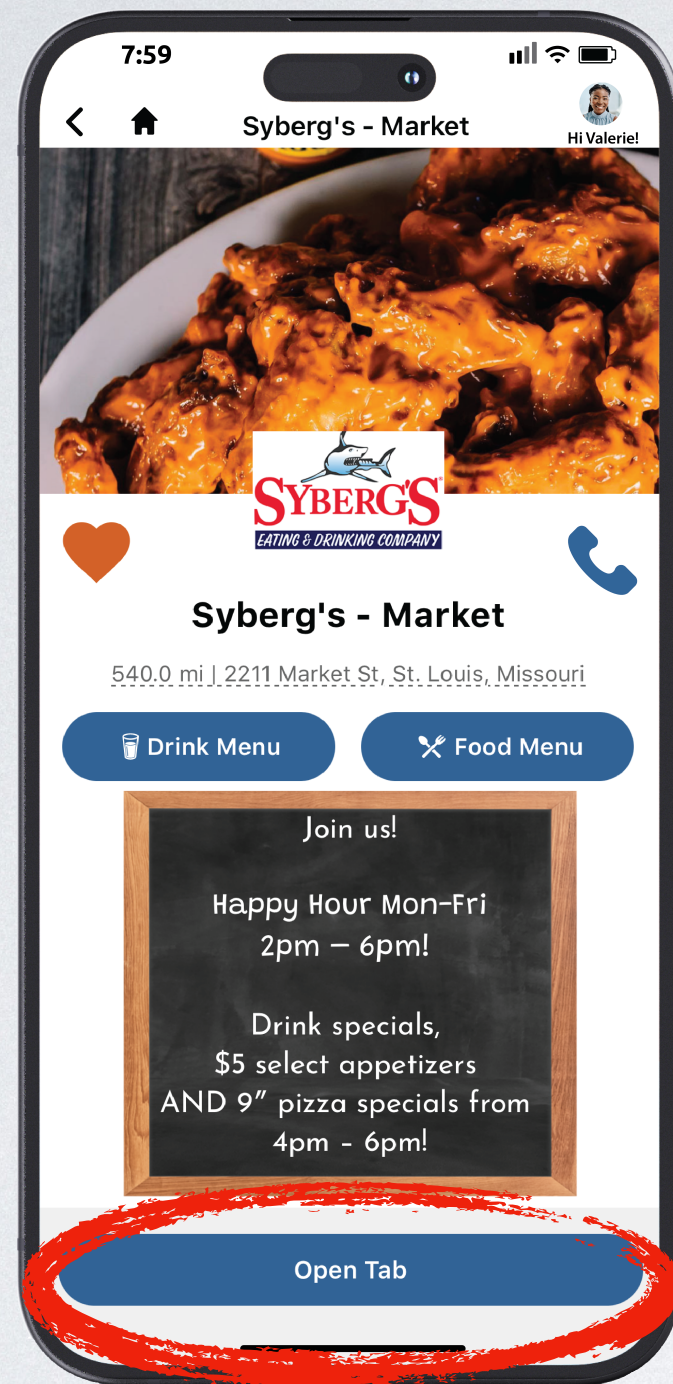 7:59
Syberg's - Market
Hi Valerie!
SYBERG'S
EATING & DRINKING COMPANY
Syberg's - Market
540.0 mi | 2211 Market St, St. Louis, Missouri
Drink Menu
Food Menu
Join us!
Happy Hour Mon-Fri
2pm – 6pm!
Drink specials,
$5 select appetizers
AND 9" pizza specials from
4pm - 6pm!
Open Tab